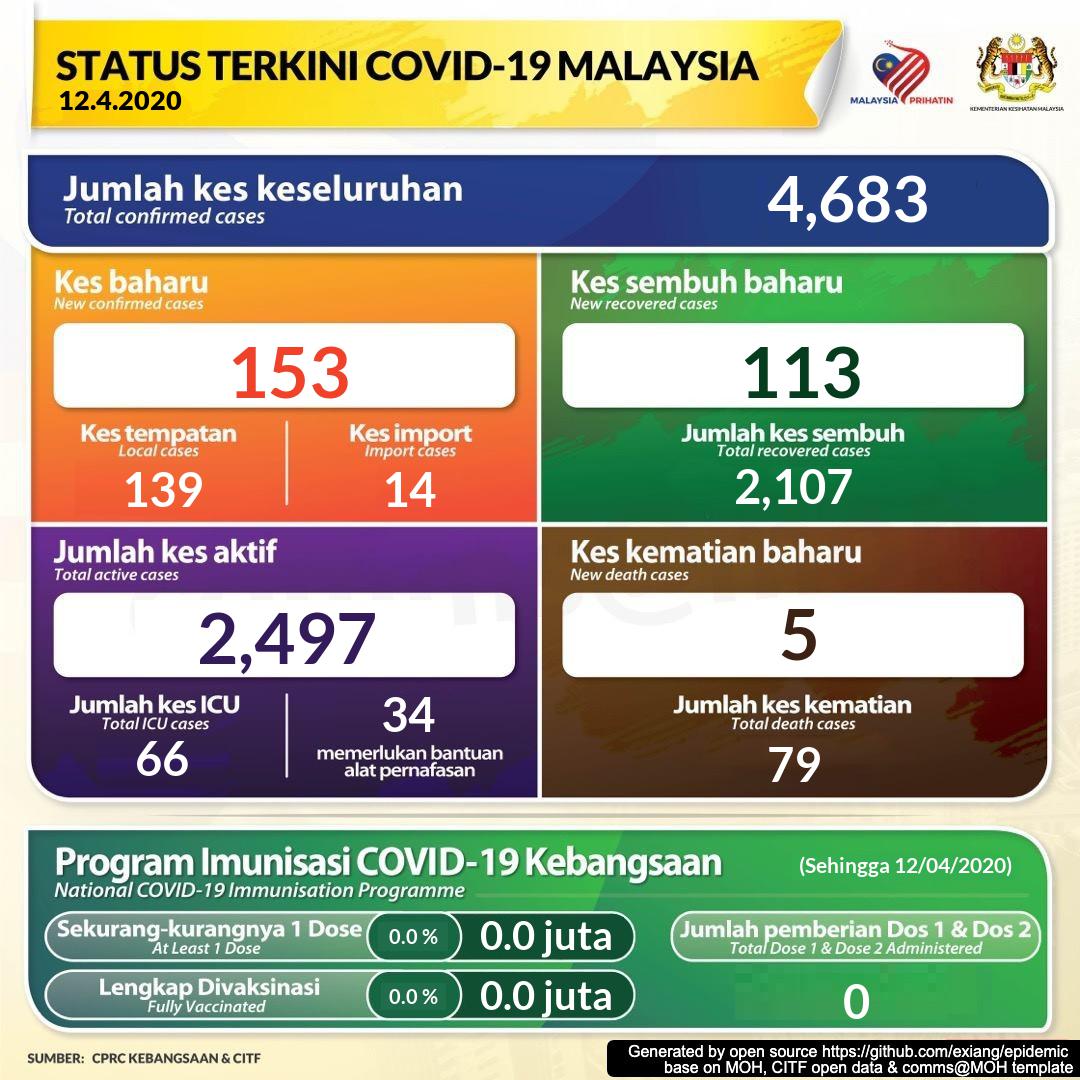 STATUS TERKINI COVID-19 MALAYSIA
12.4.2020
MALAYSIA PRIHATIN
KEMENTERIAN KESIHATAN MALAYSIA
Jumlah kes keseluruhan
Total confirmed cases
4,683
Kes baharu
New confirmed cases
153
Kes tempatan
Local cases
139
Kes import
Import cases
14
Kes sembuh baharu
New recovered cases
113
Jumlah kes sembuh
Total recovered cases
2,107
Jumlah kes aktif
Total active cases
2,497
Jumlah kes ICU
Total ICU cases
66
34
memerlukan bantuan
alat pernafasan
Kes kematian baharu
New death cases
5
Jumlah kes kematian
Total death cases
79
Program Imunisasi COVID-19 Kebangsaan
National COVID-19 Immunisation Programme
(Sehingga 12/04/2020)
Sekurang-kurangnya 1 Dose
At Least 1 Dose
0.0 %
0.0 juta
Lengkap Divaksinasi
Fully Vaccinated
0.0 %
0.0 juta
Jumlah pemberian Dos 1 & Dos 2
Total Dose 1 & Dose 2 Administered
0
SUMBER: CPRC KEBANGSAAN & CITF
Generated by open source https://github.com/exiang/epidemic
base on MOH, CITF open data & comms@MOH template